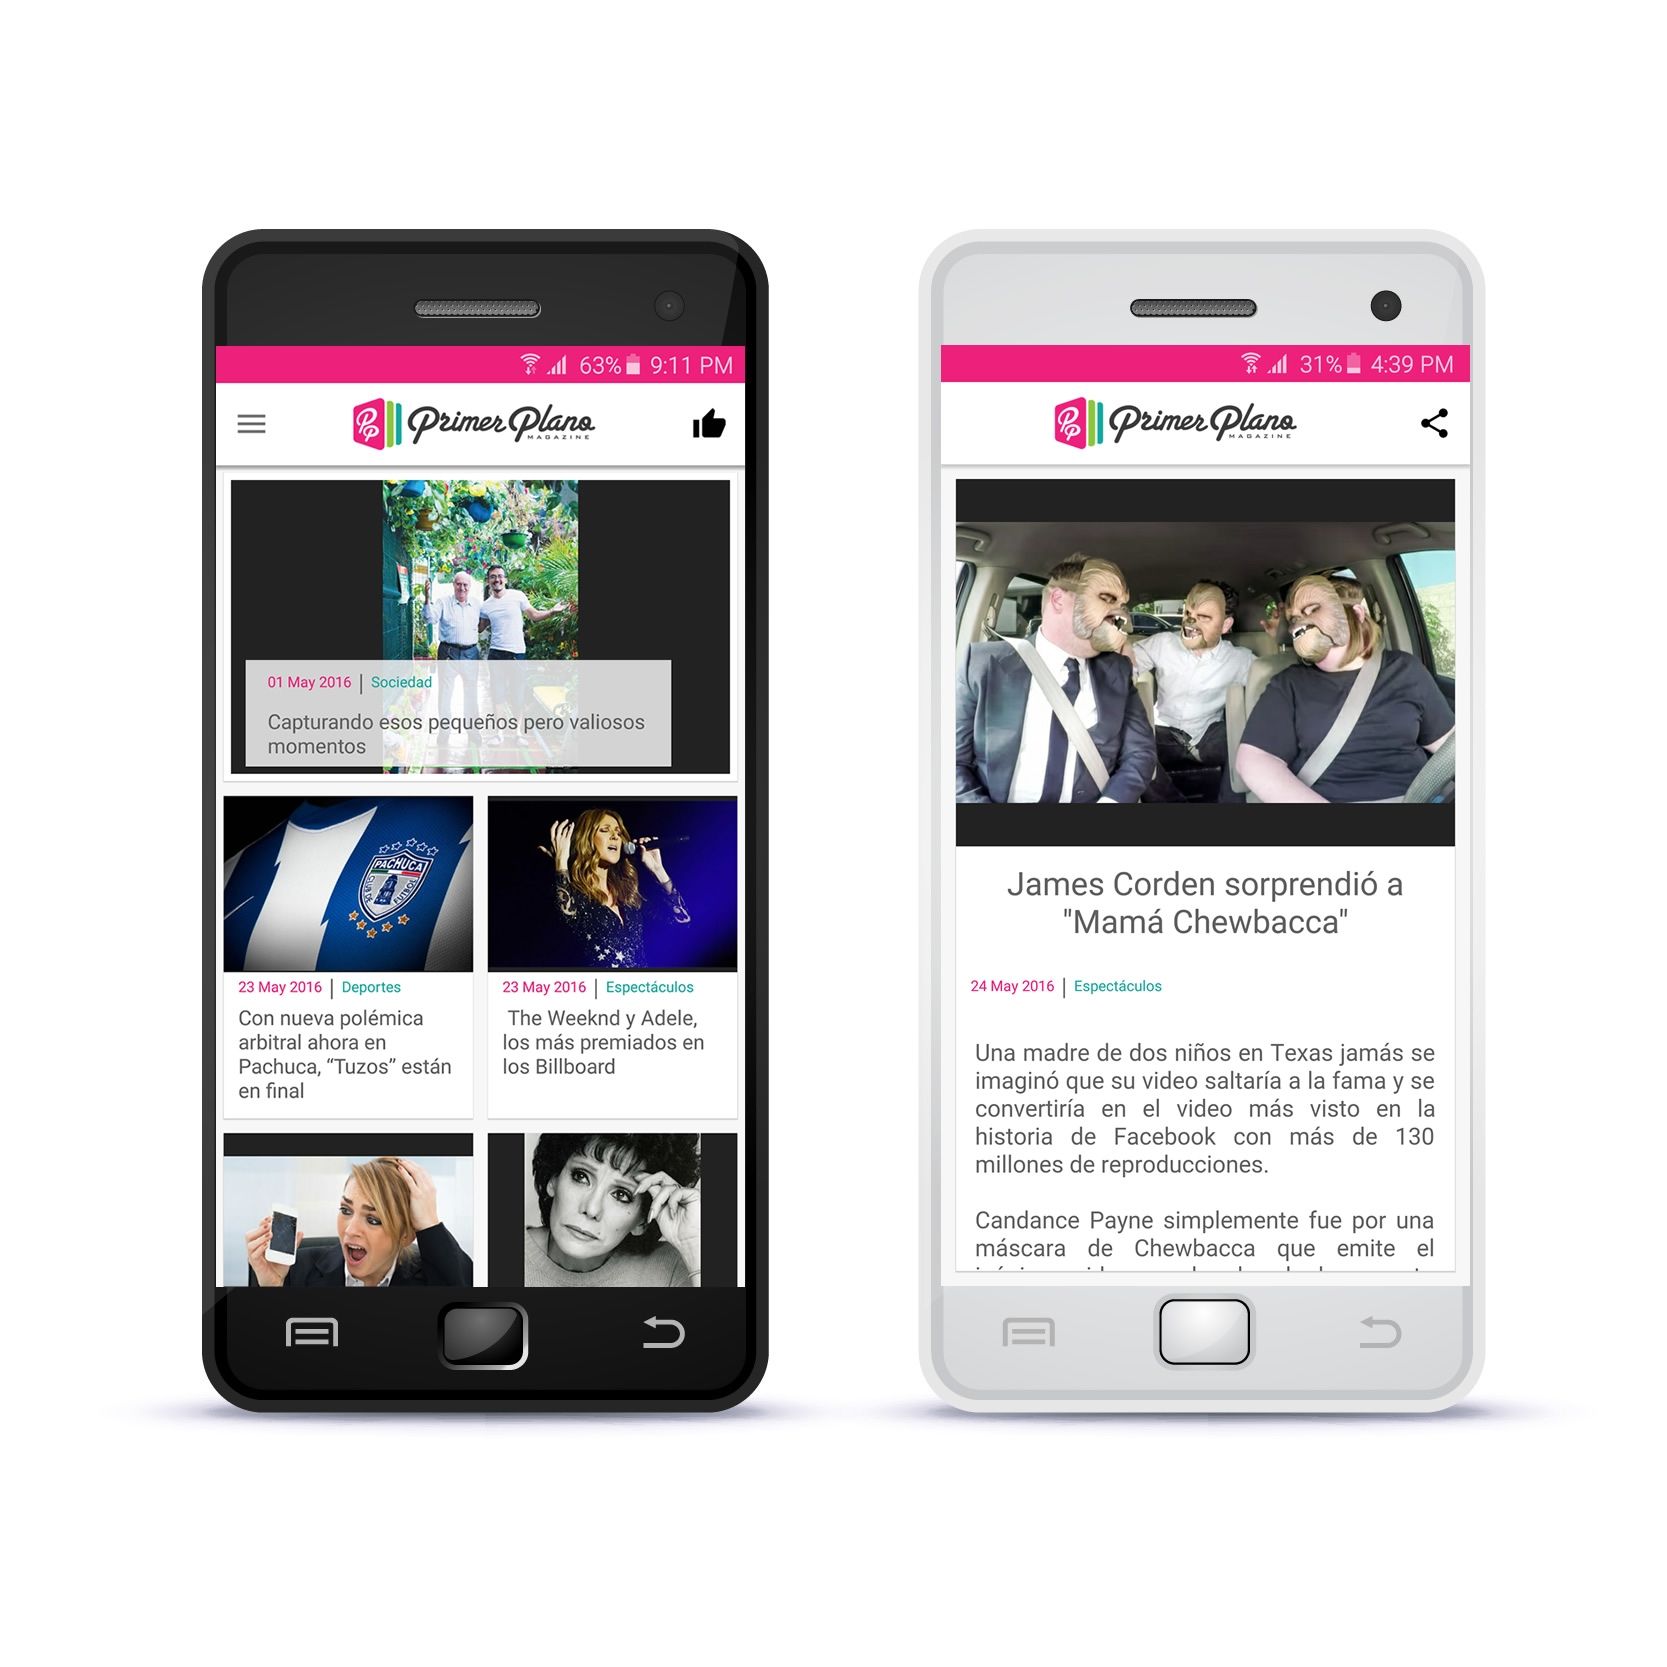 63% 9:11 PM
PP Primer Plano
MAGAZINE
01 May 2016 | Sociedad
Capturando esos pequeños pero valiosos
momentos
PACHUCA
CLUB DE FUTBOL
23 May 2016 | Deportes
Con nueva polémica
arbitral ahora en
Pachuca, “Tuzos” están
en final
23 May 2016 | Espectáculos
The Weeknd y Adele,
los más premiados en
los Billboard
31% 4:39 PM
PP Primer Plano
MAGAZINE
James Corden sorprendió a
"Mamá Chewbacca"
24 May 2016 | Espectáculos
Una madre de dos niños en Texas jamás se
imaginó que su video saltaría a la fama y se
convertiría en el video más visto en la
historia de Facebook con más de 130
millones de reproducciones.
Candance Payne simplemente fue por una
máscara de Chewbacca que emite el